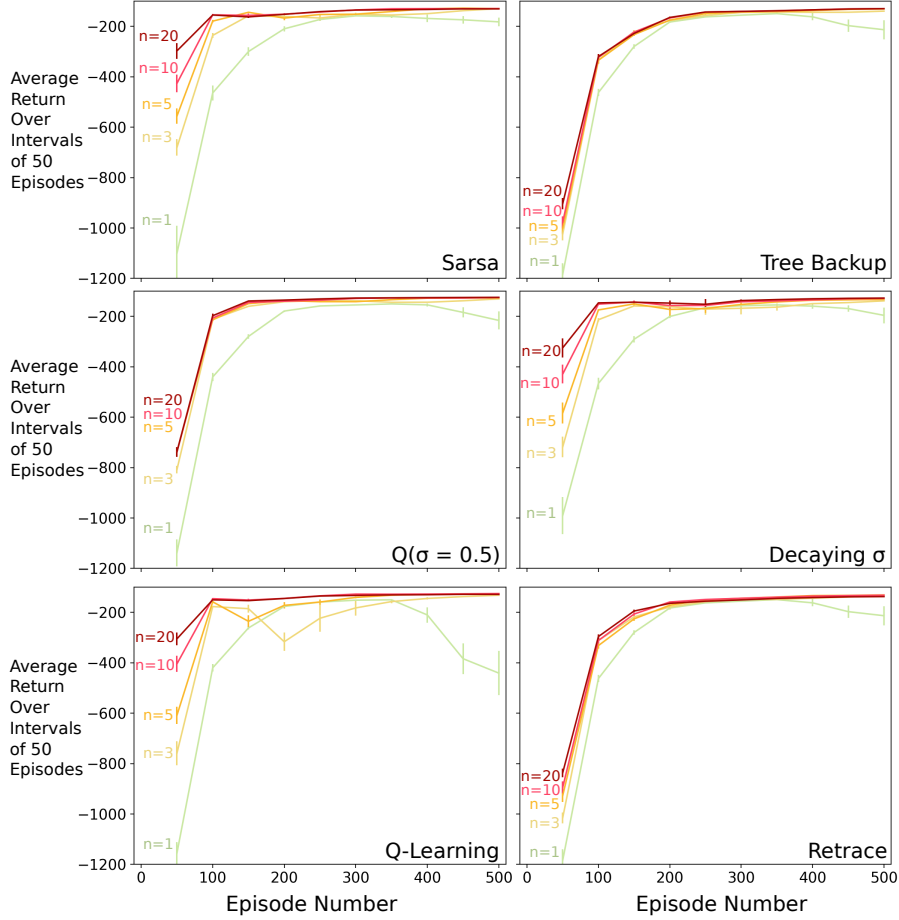 −200
−400
−600
−800
−1000
−1200
Average
Return
Over
Intervals
of 50
Episodes
n=20
n=10
n=5
n=3
n=1
Sarsa
n=20
n=10
n=5
n=3
n=1
Tree Backup
−200
−400
−600
−800
−1000
−1200
Average
Return
Over
Intervals
of 50
Episodes
n=20
n=10
n=5
n=3
n=1
Q(σ = 0.5)
n=20
n=10
n=5
n=3
n=1
Decaying σ
−200
−400
−600
−800
−1000
−1200
Average
Return
Over
Intervals
of 50
Episodes
n=20
n=10
n=5
n=3
n=1
Q-Learning
n=20
n=10
n=5
n=3
n=1
Retrace
0 100 200 300 400 500
0 100 200 300 400 500
Episode Number
Episode Number